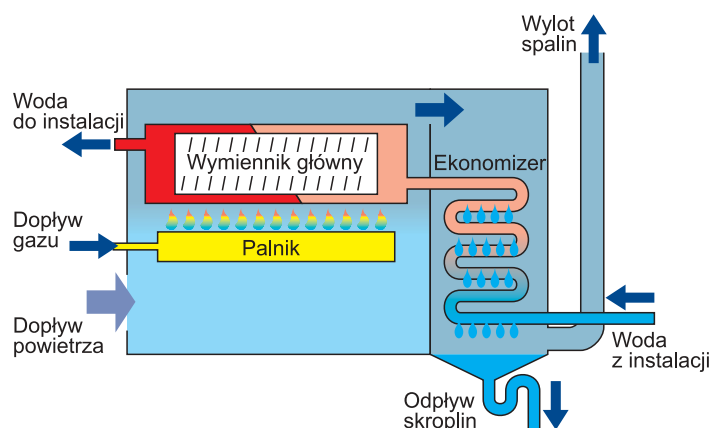 Wylot
spalin
Woda
do instalacji
Wymiennik główny
Ekonomizer
Dopływ
gazu
Palnik
Dopływ
powietrza
Woda
z instalacji
Odpływ
skroplin